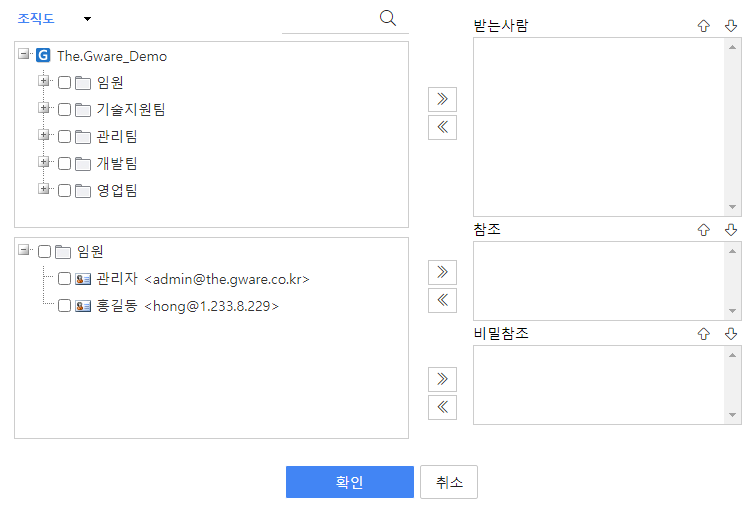 조직도
The.Gware_Demo
임원
기술지원팀
관리팀
개발팀
영업팀
임원
관리자 <admin@the.gware.co.kr>
홍길동 <hong@1.233.8.229>
받는사람
참조
비밀참조
확인
취소